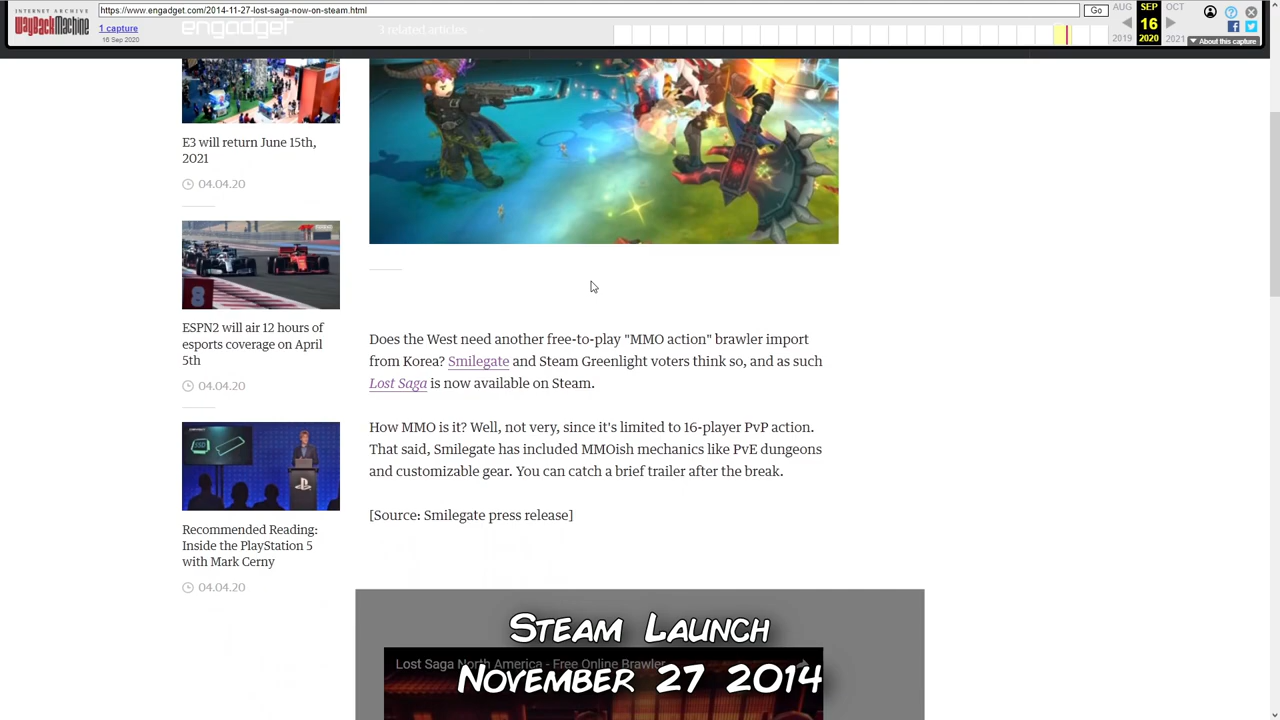 INTERNET ARCHIVE
WayBackMachine
https://www.engadget.com/2014-11-27-lost-saga-now-on-steam.html
Go
AUG
SEP
OCT
1 capture
16 Sep 2020
16
2019
2020
2021
About this capture
engadget
3 related articles
E3 will return June 15th,
2021
04.04.20
ESPN2 will air 12 hours of
esports coverage on April
5th
04.04.20
Recommended Reading:
Inside the PlayStation 5
with Mark Cerny
04.04.20
Does the West need another free-to-play "MMO action" brawler import
from Korea? Smilegate and Steam Greenlight voters think so, and as such
Lost Saga is now available on Steam.
How MMO is it? Well, not very, since it's limited to 16-player PvP action.
That said, Smilegate has included MMOish mechanics like PvE dungeons
and customizable gear. You can catch a brief trailer after the break.
[Source: Smilegate press release]
Steam Launch
Lost Saga North America - Free Online Brawler
November 27 2014